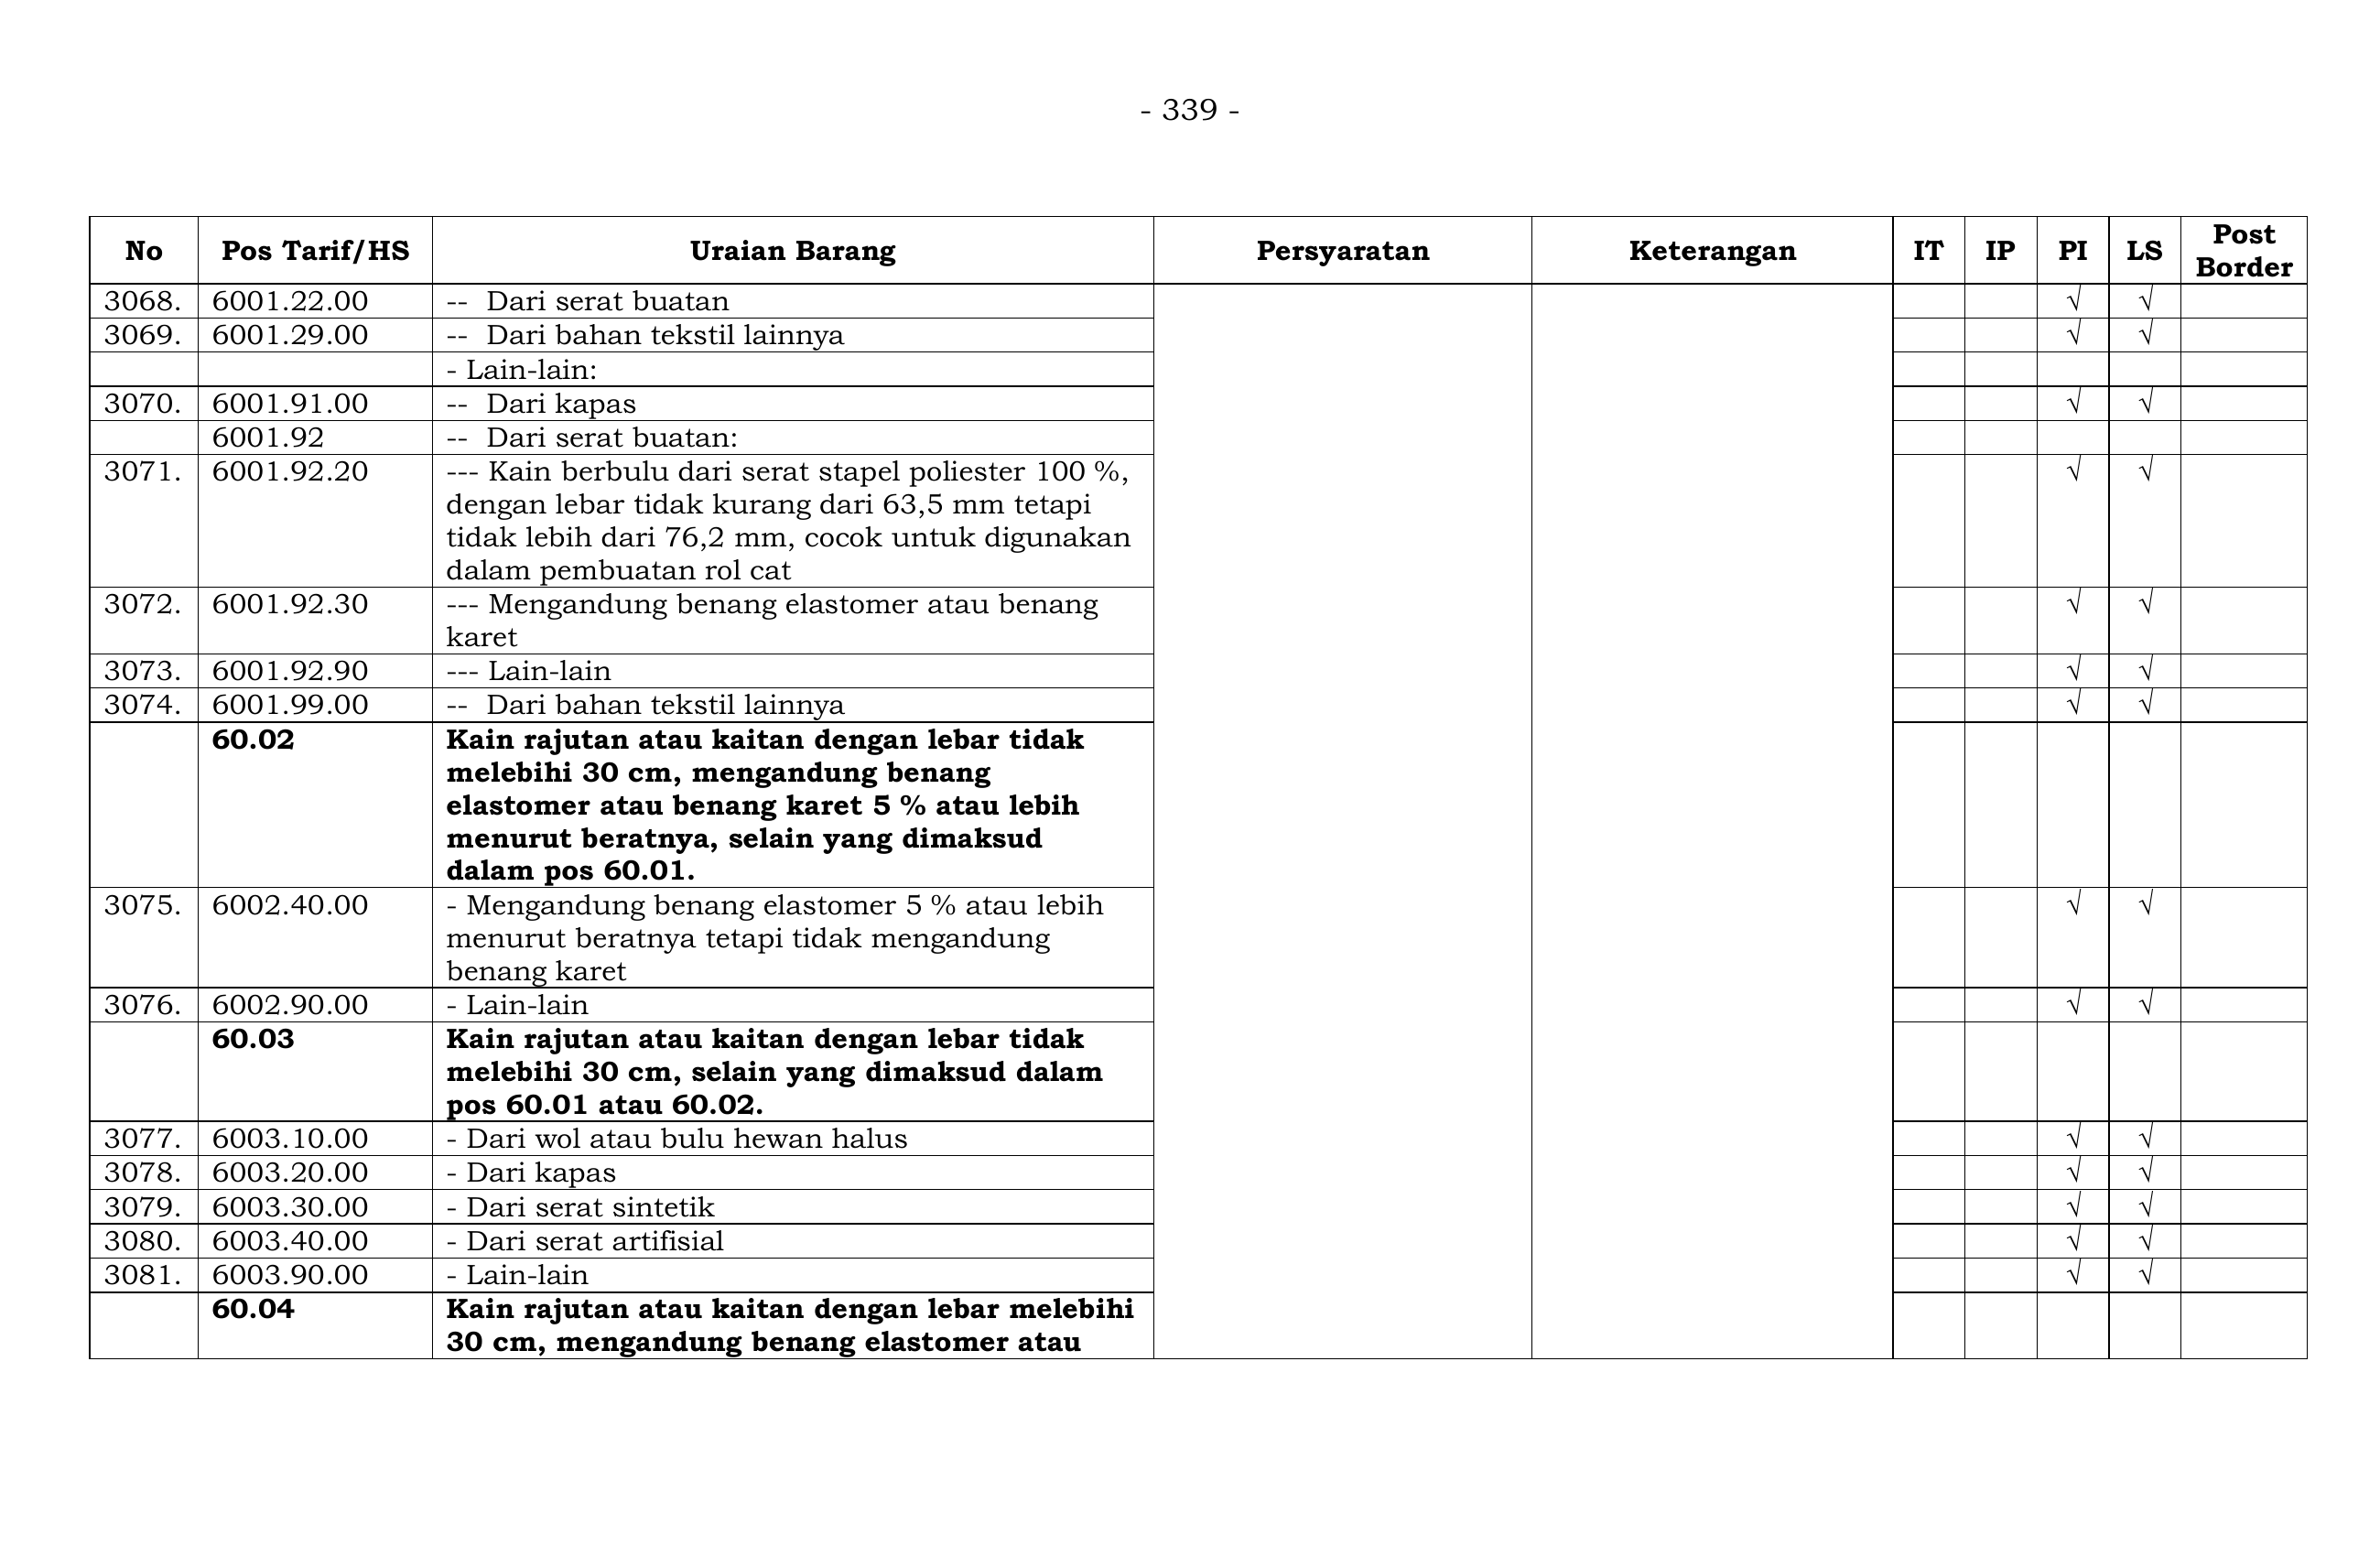 - 339 -
No Pos Tarif/HS Uraian Barang Persyaratan Keterangan IT IP PI LS Post Border
3068. 6001.22.00 -- Dari serat buatan √ √
3069. 6001.29.00 -- Dari bahan tekstil lainnya √ √
- Lain-lain:
3070. 6001.91.00 -- Dari kapas √ √
6001.92 -- Dari serat buatan:
3071. 6001.92.20 --- Kain berbulu dari serat stapel poliester 100 %, √ √
dengan lebar tidak kurang dari 63,5 mm tetapi
tidak lebih dari 76,2 mm, cocok untuk digunakan
dalam pembuatan rol cat
3072. 6001.92.30 --- Mengandung benang elastomer atau benang √ √
karet
3073. 6001.92.90 --- Lain-lain √ √
3074. 6001.99.00 -- Dari bahan tekstil lainnya √ √
60.02 Kain rajutan atau kaitan dengan lebar tidak
melebihi 30 cm, mengandung benang
elastomer atau benang karet 5 % atau lebih
menurut beratnya, selain yang dimaksud
dalam pos 60.01.
3075. 6002.40.00 - Mengandung benang elastomer 5 % atau lebih √ √
menurut beratnya tetapi tidak mengandung
benang karet
3076. 6002.90.00 - Lain-lain √ √
60.03 Kain rajutan atau kaitan dengan lebar tidak
melebihi 30 cm, selain yang dimaksud dalam
pos 60.01 atau 60.02.
3077. 6003.10.00 - Dari wol atau bulu hewan halus √ √
3078. 6003.20.00 - Dari kapas √ √
3079. 6003.30.00 - Dari serat sintetik √ √
3080. 6003.40.00 - Dari serat artifisial √ √
3081. 6003.90.00 - Lain-lain √ √
60.04 Kain rajutan atau kaitan dengan lebar melebihi
30 cm, mengandung benang elastomer atau